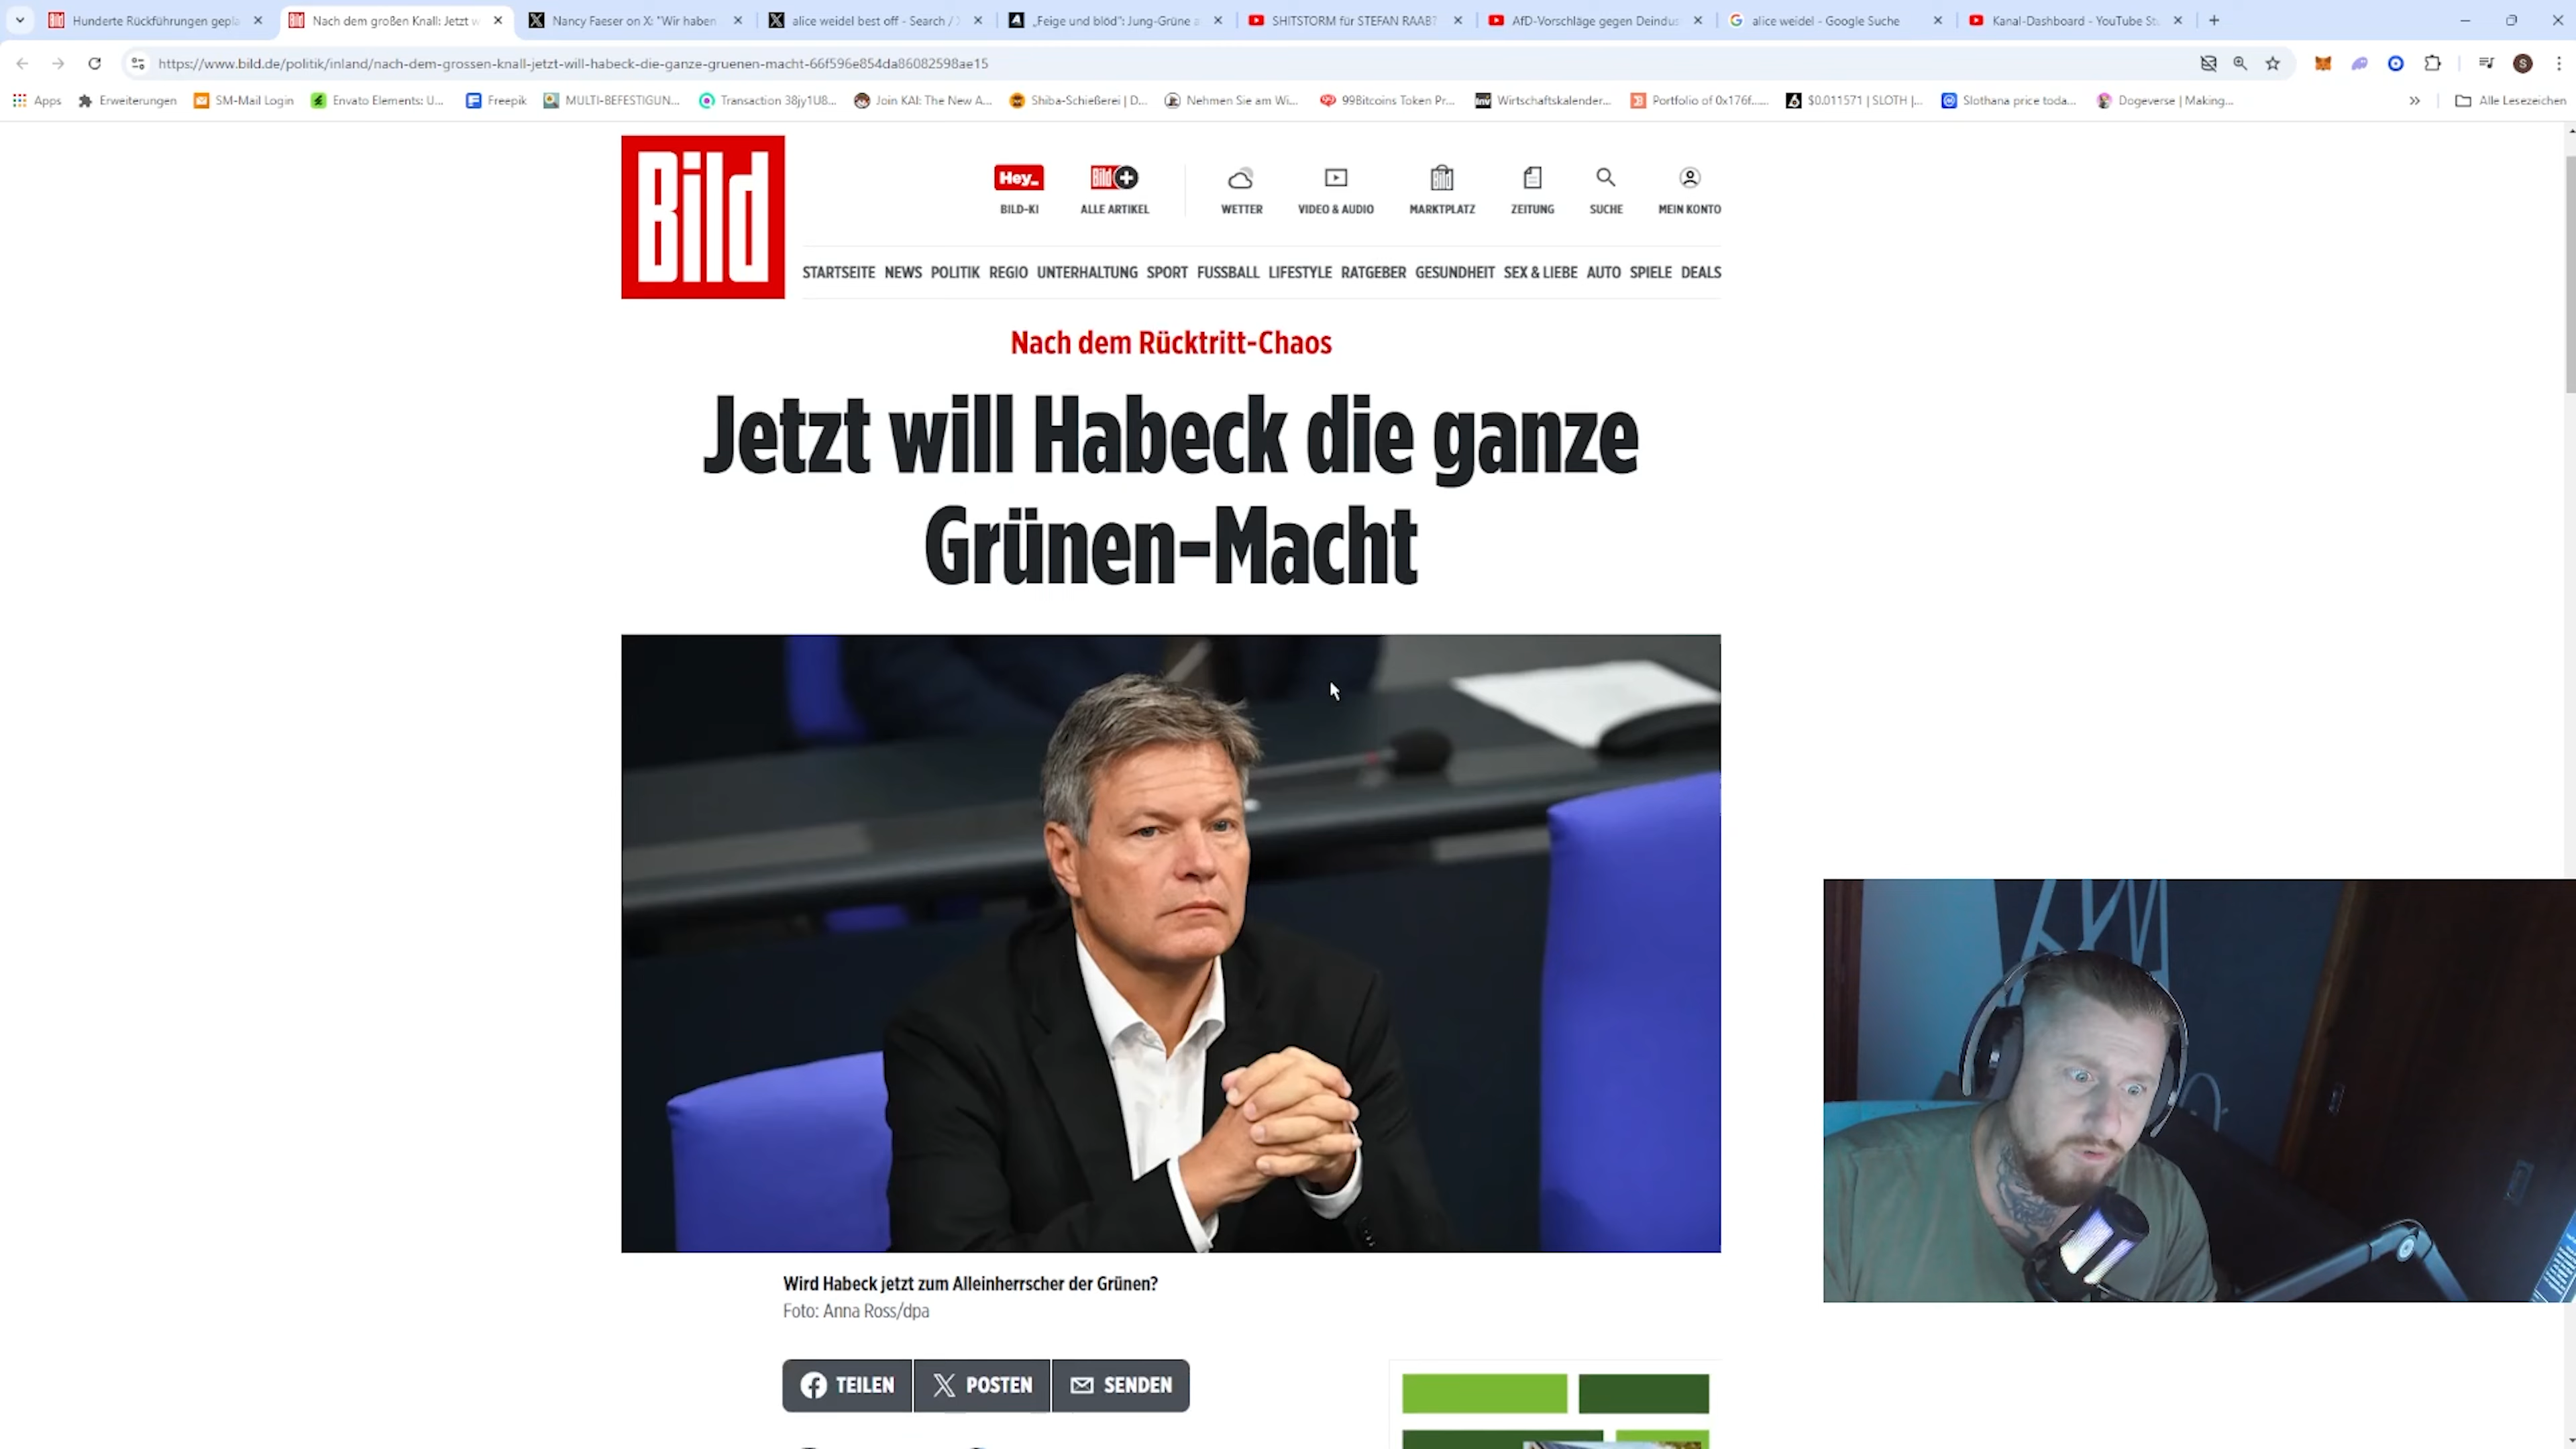 Hunderte Rückführungen gepla
Nach dem großen Knall: Jetzt w
Nancy Faeser on X: "Wir haben
alice weidel best off - Search /
„Feige und blöd": Jung-Grüne a
SHITSTORM für STEFAN RAAB?
AfD-Vorschläge gegen Deindus
alice weidel - Google Suche
Kanal-Dashboard - YouTube St
https://www.bild.de/politik/inland/nach-dem-grossen-knall-jetzt-will-habeck-die-ganze-gruenen-macht-66f596e854da86082598ae15
S
Apps
Erweiterungen
SM-Mail Login
Envato Elements: U...
Freepik
MULTI-BEFESTIGUN...
Transaction 38jy1U8...
Join KAI: The New A...
Shiba-Schießerei | D...
Nehmen Sie am Wi...
99Bitcoins Token Pr...
Wirtschaftskalender...
Portfolio of 0x176f...
$0.011571 | SLOTH |...
Slothana price toda...
Dogeverse | Making...
Alle Lesezeichen
Bild
Hey_
BILD-KI
Bild+
ALLE ARTIKEL
WETTER
VIDEO & AUDIO
Bild
MARKTPLATZ
ZEITUNG
SUCHE
MEIN KONTO
STARTSEITE NEWS POLITIK REGIO UNTERHALTUNG SPORT FUSSBALL LIFESTYLE RATGEBER GESUNDHEIT SEX & LIEBE AUTO SPIELE DEALS
Nach dem Rücktritt-Chaos
Jetzt will Habeck die ganze
Grünen-Macht
Wird Habeck jetzt zum Alleinherrscher der Grünen?
Foto: Anna Ross/dpa
TEILEN
POSTEN
SENDEN